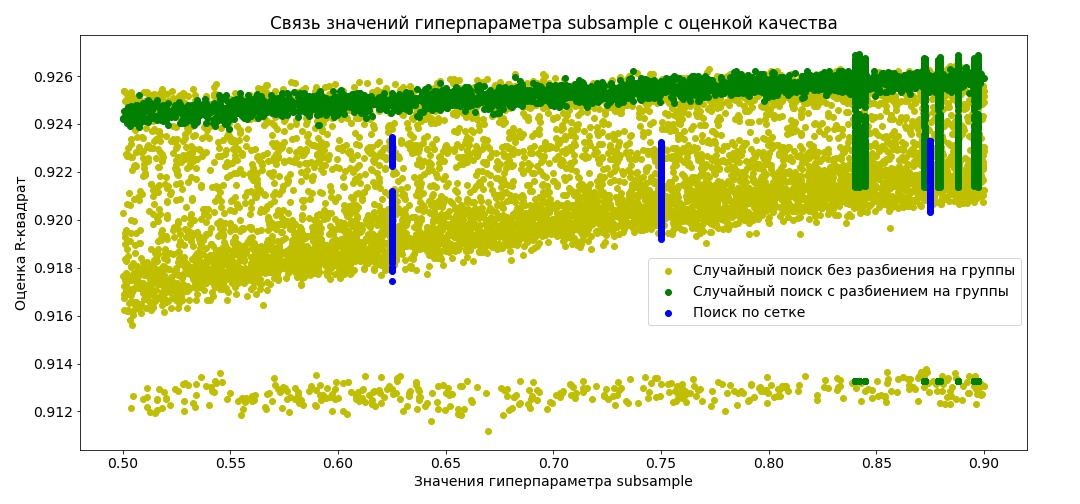 Связь значений гиперпараметра subsample с оценкой качества
Оценка R-квадрат
0.926
0.924
0.922
0.920
0.918
0.916
0.914
0.912
Случайный поиск без разбиения на группы
Случайный поиск с разбиением на группы
Поиск по сетке
0.50 0.55 0.60 0.65 0.70 0.75 0.80 0.85 0.90
Значения гиперпараметра subsample